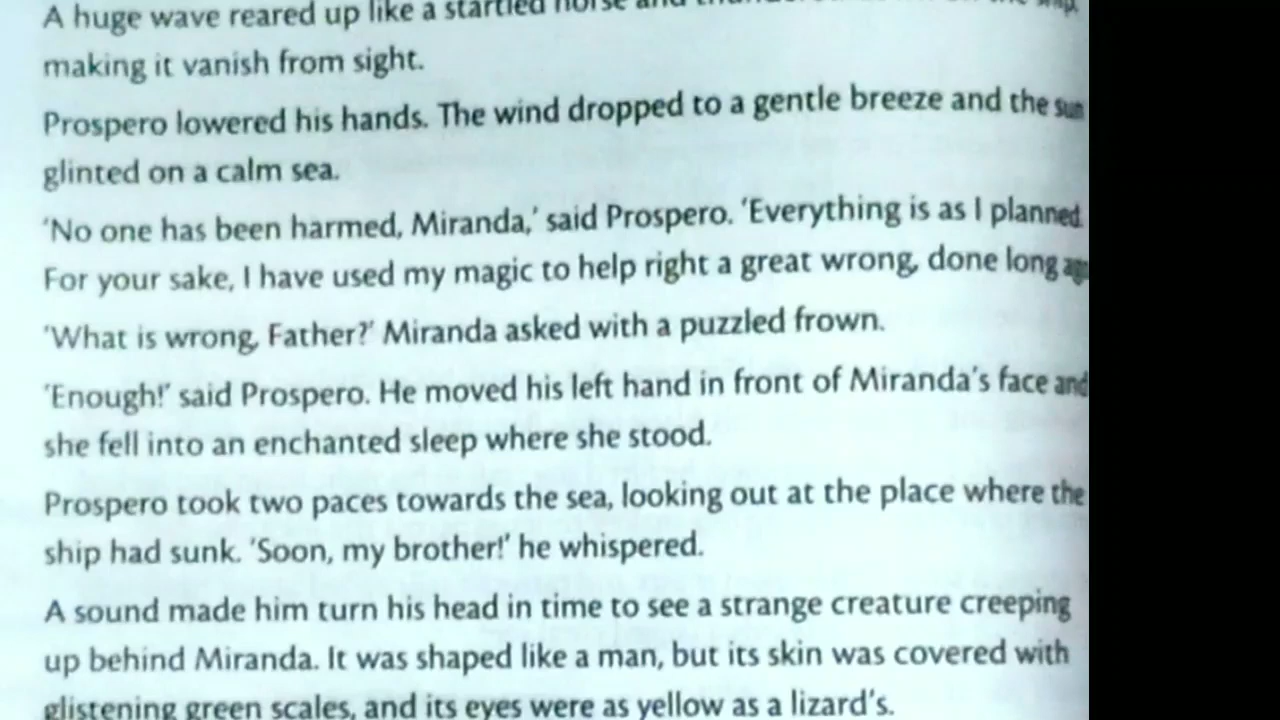 A huge wave reared up like a startled horse and
making it vanish from sight.
Prospero lowered his hands. The wind dropped to a gentle breeze and the sun
glinted on a calm sea.
'No one has been harmed, Miranda,' said Prospero. 'Everything is as I planned.
For your sake, I have used my magic to help right a great wrong, done long
'What is wrong, Father?' Miranda asked with a puzzled frown.
'Enough!' said Prospero. He moved his left hand in front of Miranda's face and
she fell into an enchanted sleep where she stood.
Prospero took two paces towards the sea, looking out at the place where the
ship had sunk. 'Soon, my brother!' he whispered.
A sound made him turn his head in time to see a strange creature creeping
up behind Miranda. It was shaped like a man, but its skin was covered with
glistening green scales, and its eyes were as yellow as a lizard's.